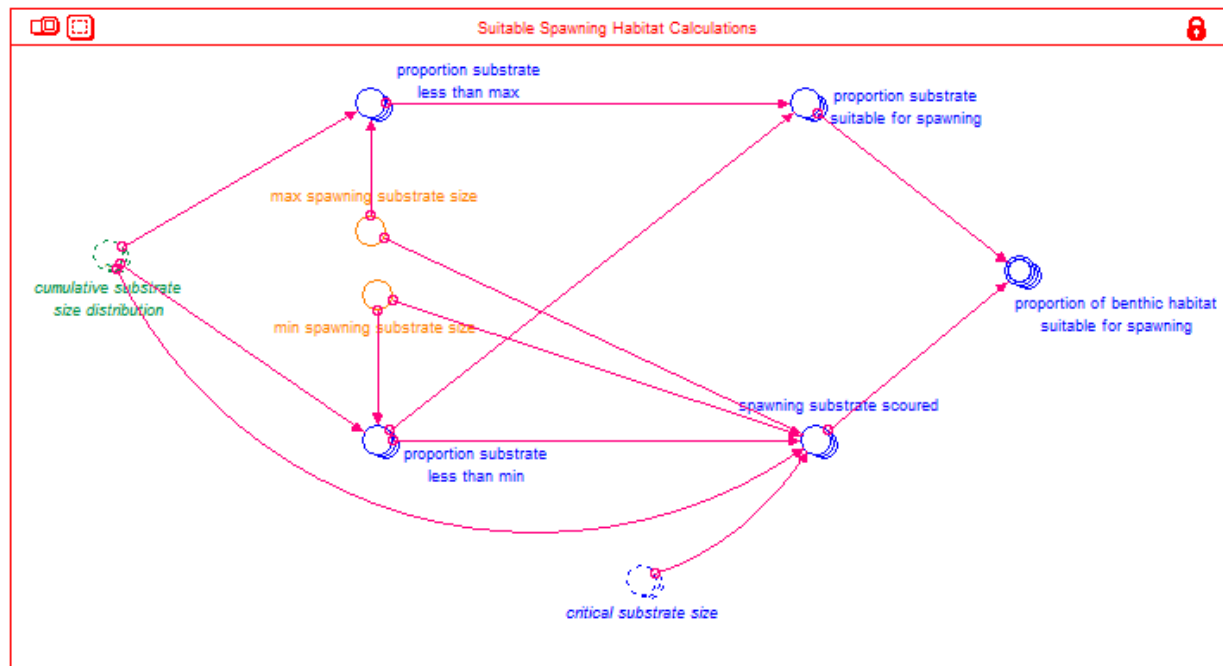 Suitable Spawning Habitat Calculations
proportion substrate
less than max
proportion substrate
suitable for spawning
max spawning substrate size
cumulative substrate
size distribution
min spawning substrate size
proportion of benthic habitat
suitable for spawning
spawning substrate scoured
proportion substrate
less than min
critical substrate size